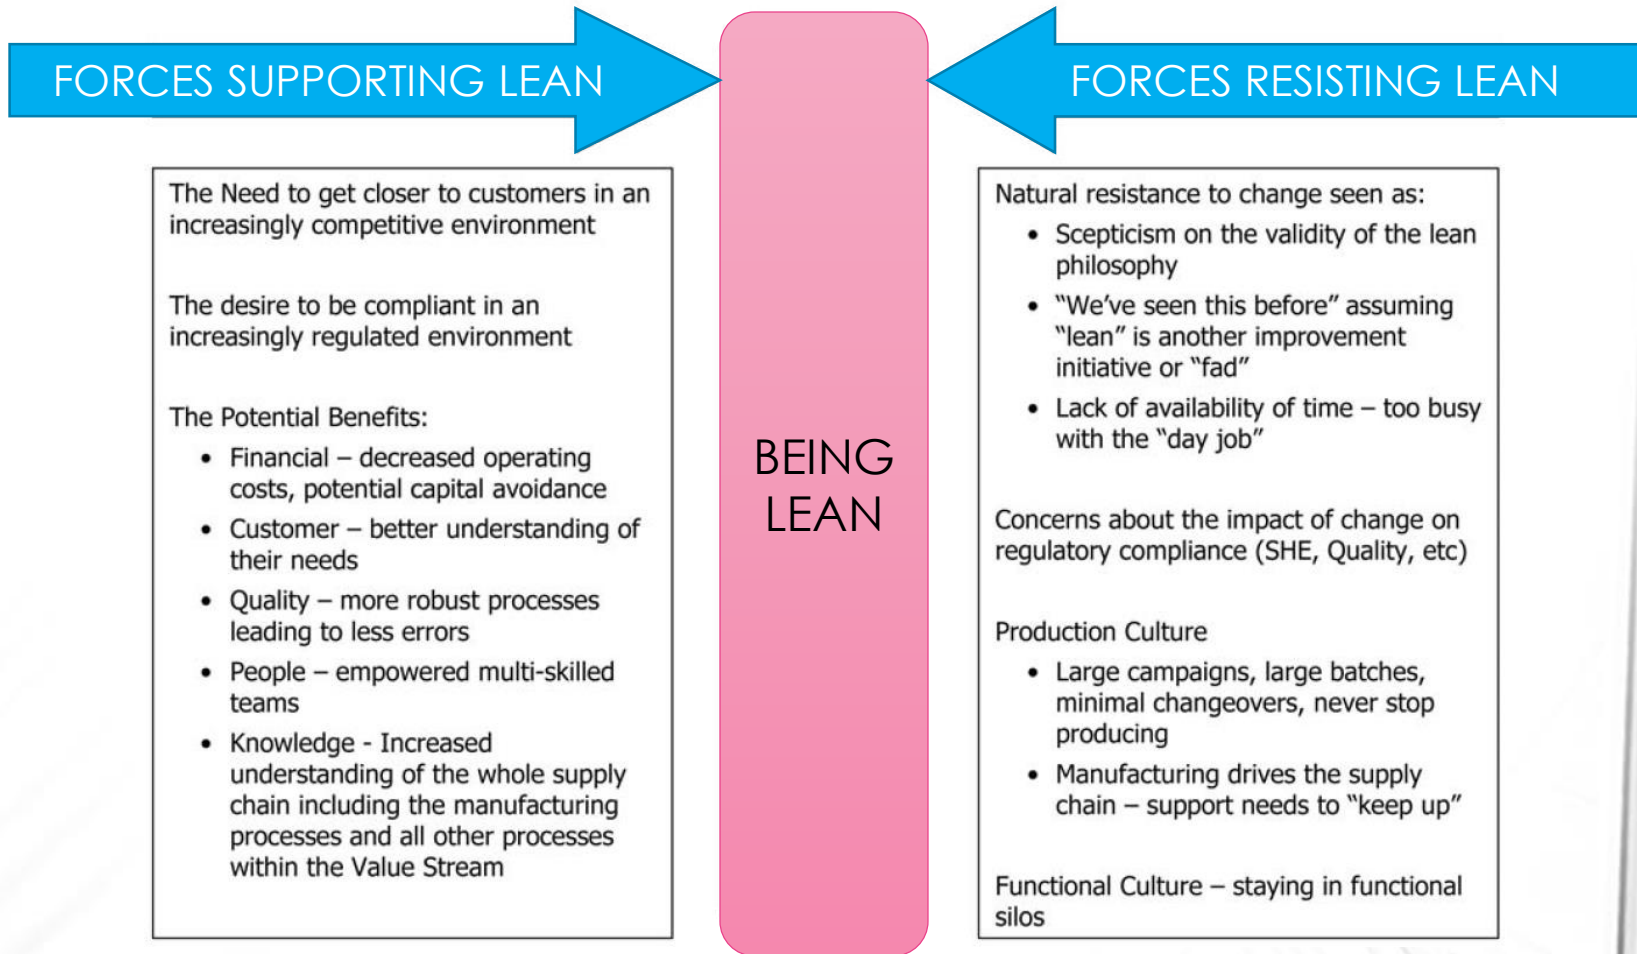 FORCES SUPPORTING LEAN
The Need to get closer to customers in an
increasingly competitive environment
The desire to be compliant in an
increasingly regulated environment
The Potential Benefits:
• Financial – decreased operating
costs, potential capital avoidance
• Customer – better understanding of
their needs
• Quality – more robust processes
leading to less errors
• People – empowered multi-skilled
teams
• Knowledge - Increased
understanding of the whole supply
chain including the manufacturing
processes and all other processes
within the Value Stream
BEING
LEAN
FORCES RESISTING LEAN
Natural resistance to change seen as:
• Scepticism on the validity of the lean
philosophy
• “We’ve seen this before” assuming
“lean” is another improvement
initiative or “fad”
• Lack of availability of time – too busy
with the “day job”
Concerns about the impact of change on
regulatory compliance (SHE, Quality, etc)
Production Culture
• Large campaigns, large batches,
minimal changeovers, never stop
producing
• Manufacturing drives the supply
chain – support needs to “keep up”
Functional Culture – staying in functional
silos